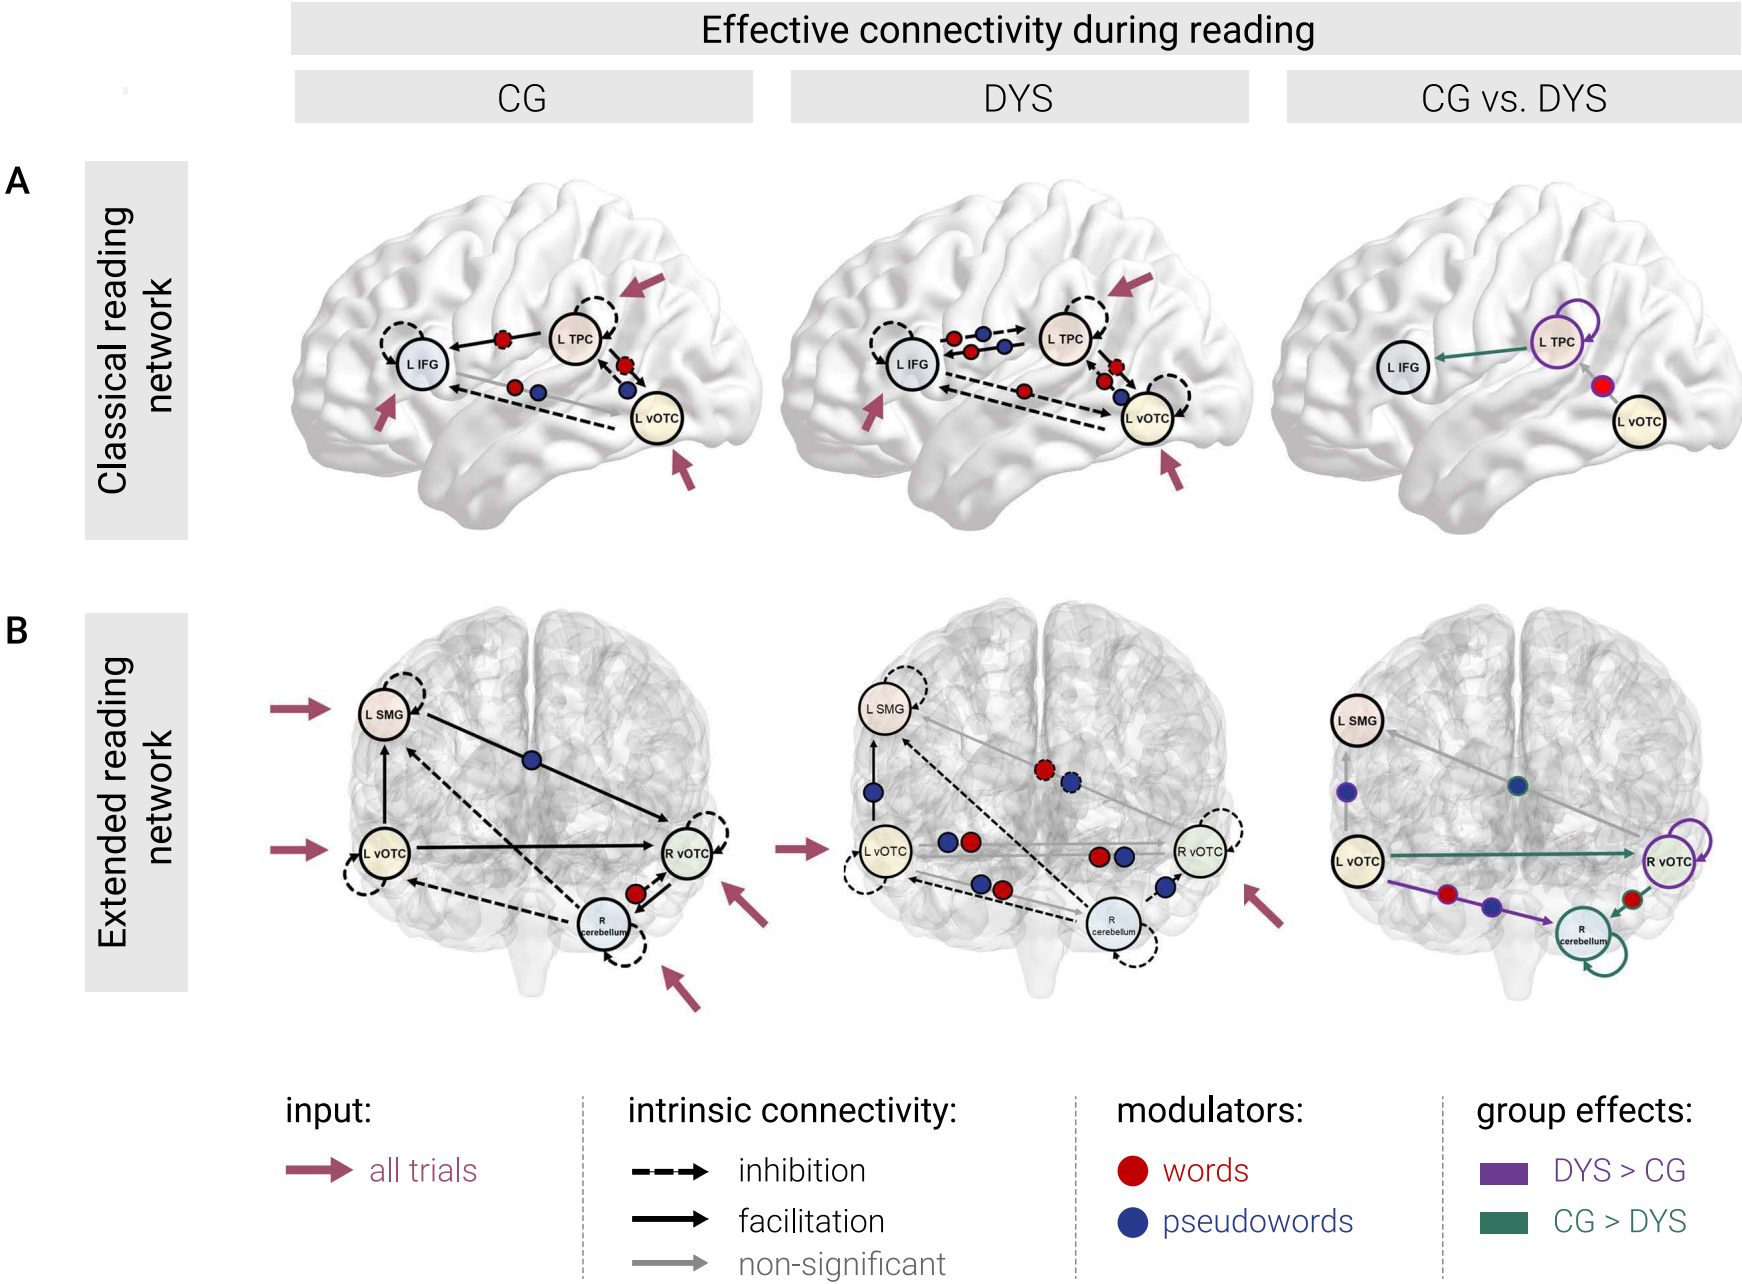 Effective connectivity during reading
CG
DYS
CG vs. DYS
A
Classical reading
network
L IFG
L TPC
L vOTC
L IFG
L TPC
L vOTC
L IFG
L TPC
L vOTC
B
Extended reading
network
L SMG
L vOTC
R vOTC
R
cerebellum
L SMG
L vOTC
R vOTC
R
cerebellum
L SMG
L vOTC
R vOTC
R
cerebellum
input:
all trials
intrinsic connectivity:
inhibition
facilitation
non-significant
modulators:
words
pseudowords
group effects:
DYS > CG
CG > DYS